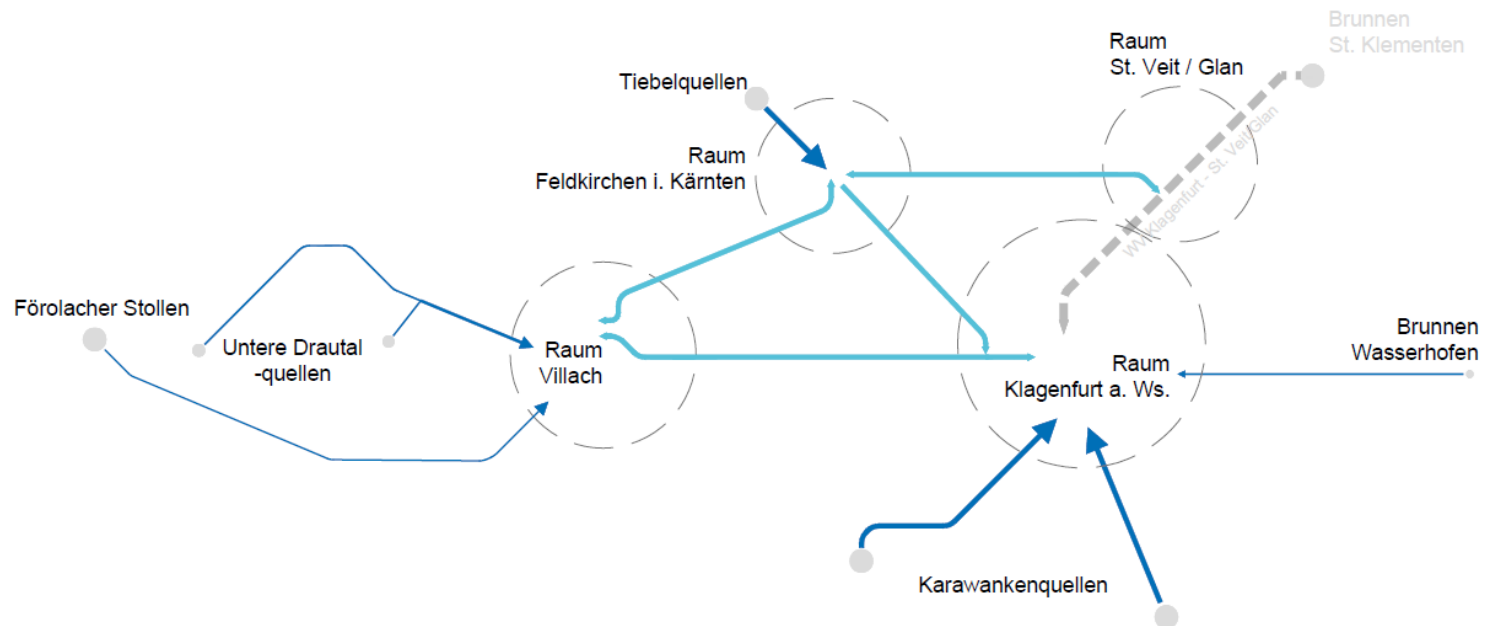 Brunnen
St. Klementen
Raum
St. Veit / Glan
Tiebelquellen
WV Klagenfurt - St. Veit/Glan
Raum
Feldkirchen i. Kärnten
Förolacher Stollen
Untere Drautal
-quellen
Raum
Villach
Brunnen
Wasserhofen
Raum
Klagenfurt a. Ws.
Karawankenquellen